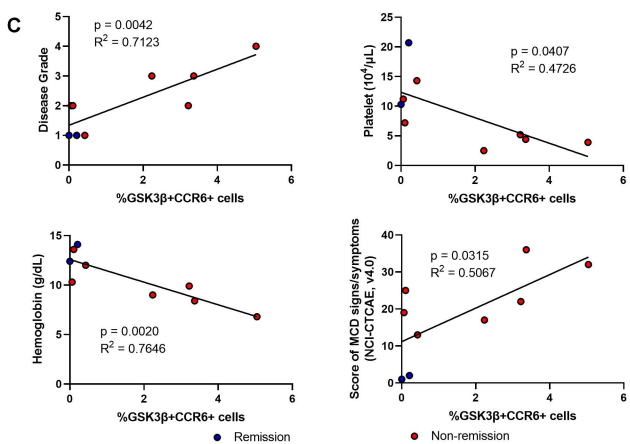 C
p = 0.0042
R² = 0.7123
Disease Grade
5
4
3
2
1
0
0
2
4
6
%GSK3β+CCR6+ cells
p = 0.0407
R² = 0.4726
Platelet (10⁴/μL)
25
20
15
10
5
0
0
2
4
6
%GSK3β+CCR6+ cells
p = 0.0020
R² = 0.7646
Hemoglobin (g/dL)
15
10
5
0
0
2
4
6
%GSK3β+CCR6+ cells
p = 0.0315
R² = 0.5067
Score of MCD signs/symptoms
(NCI-CTCAE, v4.0)
40
30
20
10
0
0
2
4
6
%GSK3β+CCR6+ cells
Remission
Non-remission